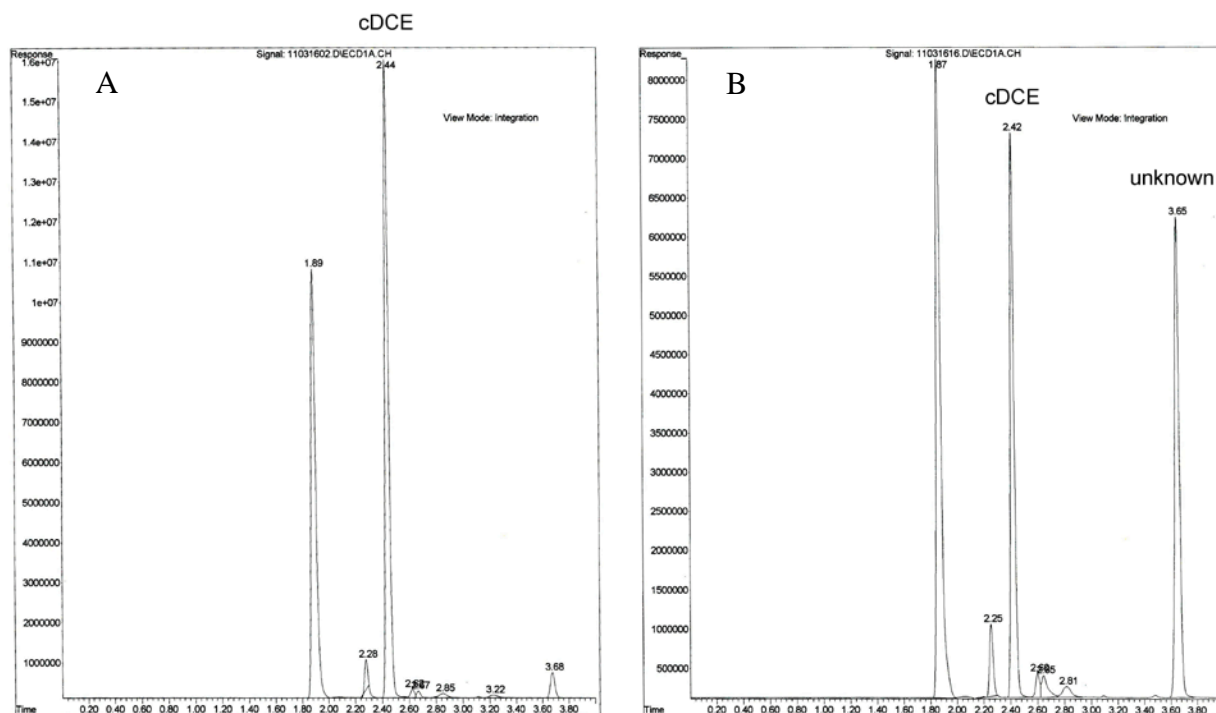 cDCE
Response_
Signal: 11031602.D\ECD1A.CH
A
View Mode: Integration
1.6e+07
1.5e+07
1.4e+07
1.3e+07
1.2e+07
1.1e+07
1e+07
9000000
8000000
7000000
6000000
5000000
4000000
3000000
2000000
1000000
2.44
1.89
2.28
2.85
3.22
3.68
Time
0.20 0.40 0.60 0.80 1.00 1.20 1.40 1.60 1.80 2.00 2.20 2.40 2.60 2.80 3.00 3.20 3.40 3.60 3.80
Response_
Signal: 11031616.D\ECD1A.CH
B
cDCE
View Mode: Integration
unknown
8000000
7500000
7000000
6500000
6000000
5500000
5000000
4500000
4000000
3500000
3000000
2500000
2000000
1500000
1000000
500000
1.87
2.42
3.65
2.25
2.81
Time
0.20 0.40 0.60 0.80 1.00 1.20 1.40 1.60 1.80 2.00 2.20 2.40 2.60 2.80 3.00 3.20 3.40 3.60 3.80